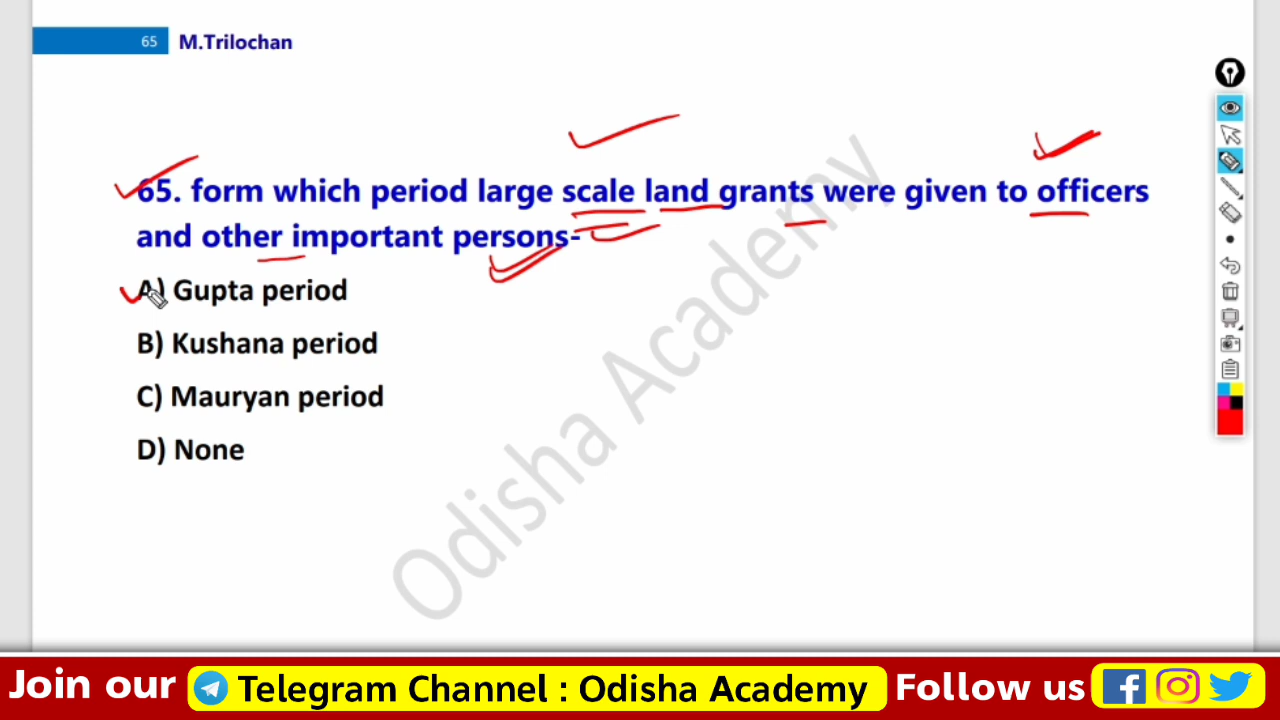 65 M.Trilochan
65. form which period large scale land grants were given to officers
and other important persons-
A) Gupta period
B) Kushana period
C) Mauryan period
D) None
Odisha Academy
Join our Telegram Channel : Odisha Academy Follow us